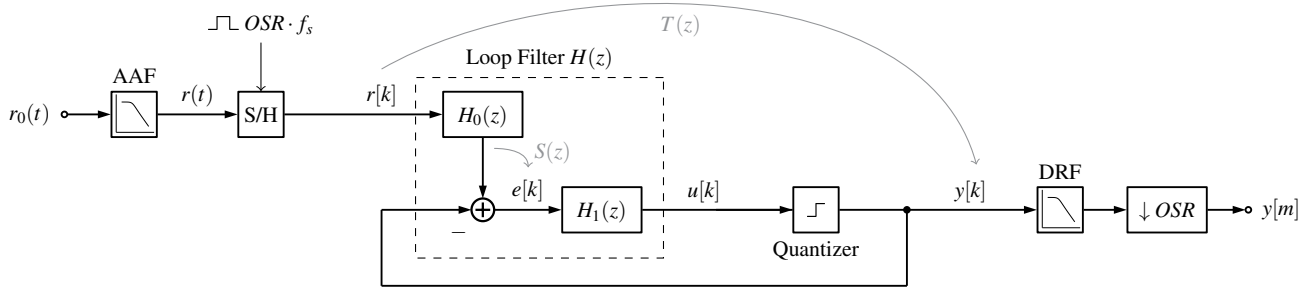 OSR · f_s
T(z)
Loop Filter H(z)
AAF
r_0(t)
r(t)
S/H
r[k]
H_0(z)
S(z)
e[k]
H_1(z)
u[k]
y[k]
DRF
↓ OSR
y[m]
+
−
Quantizer